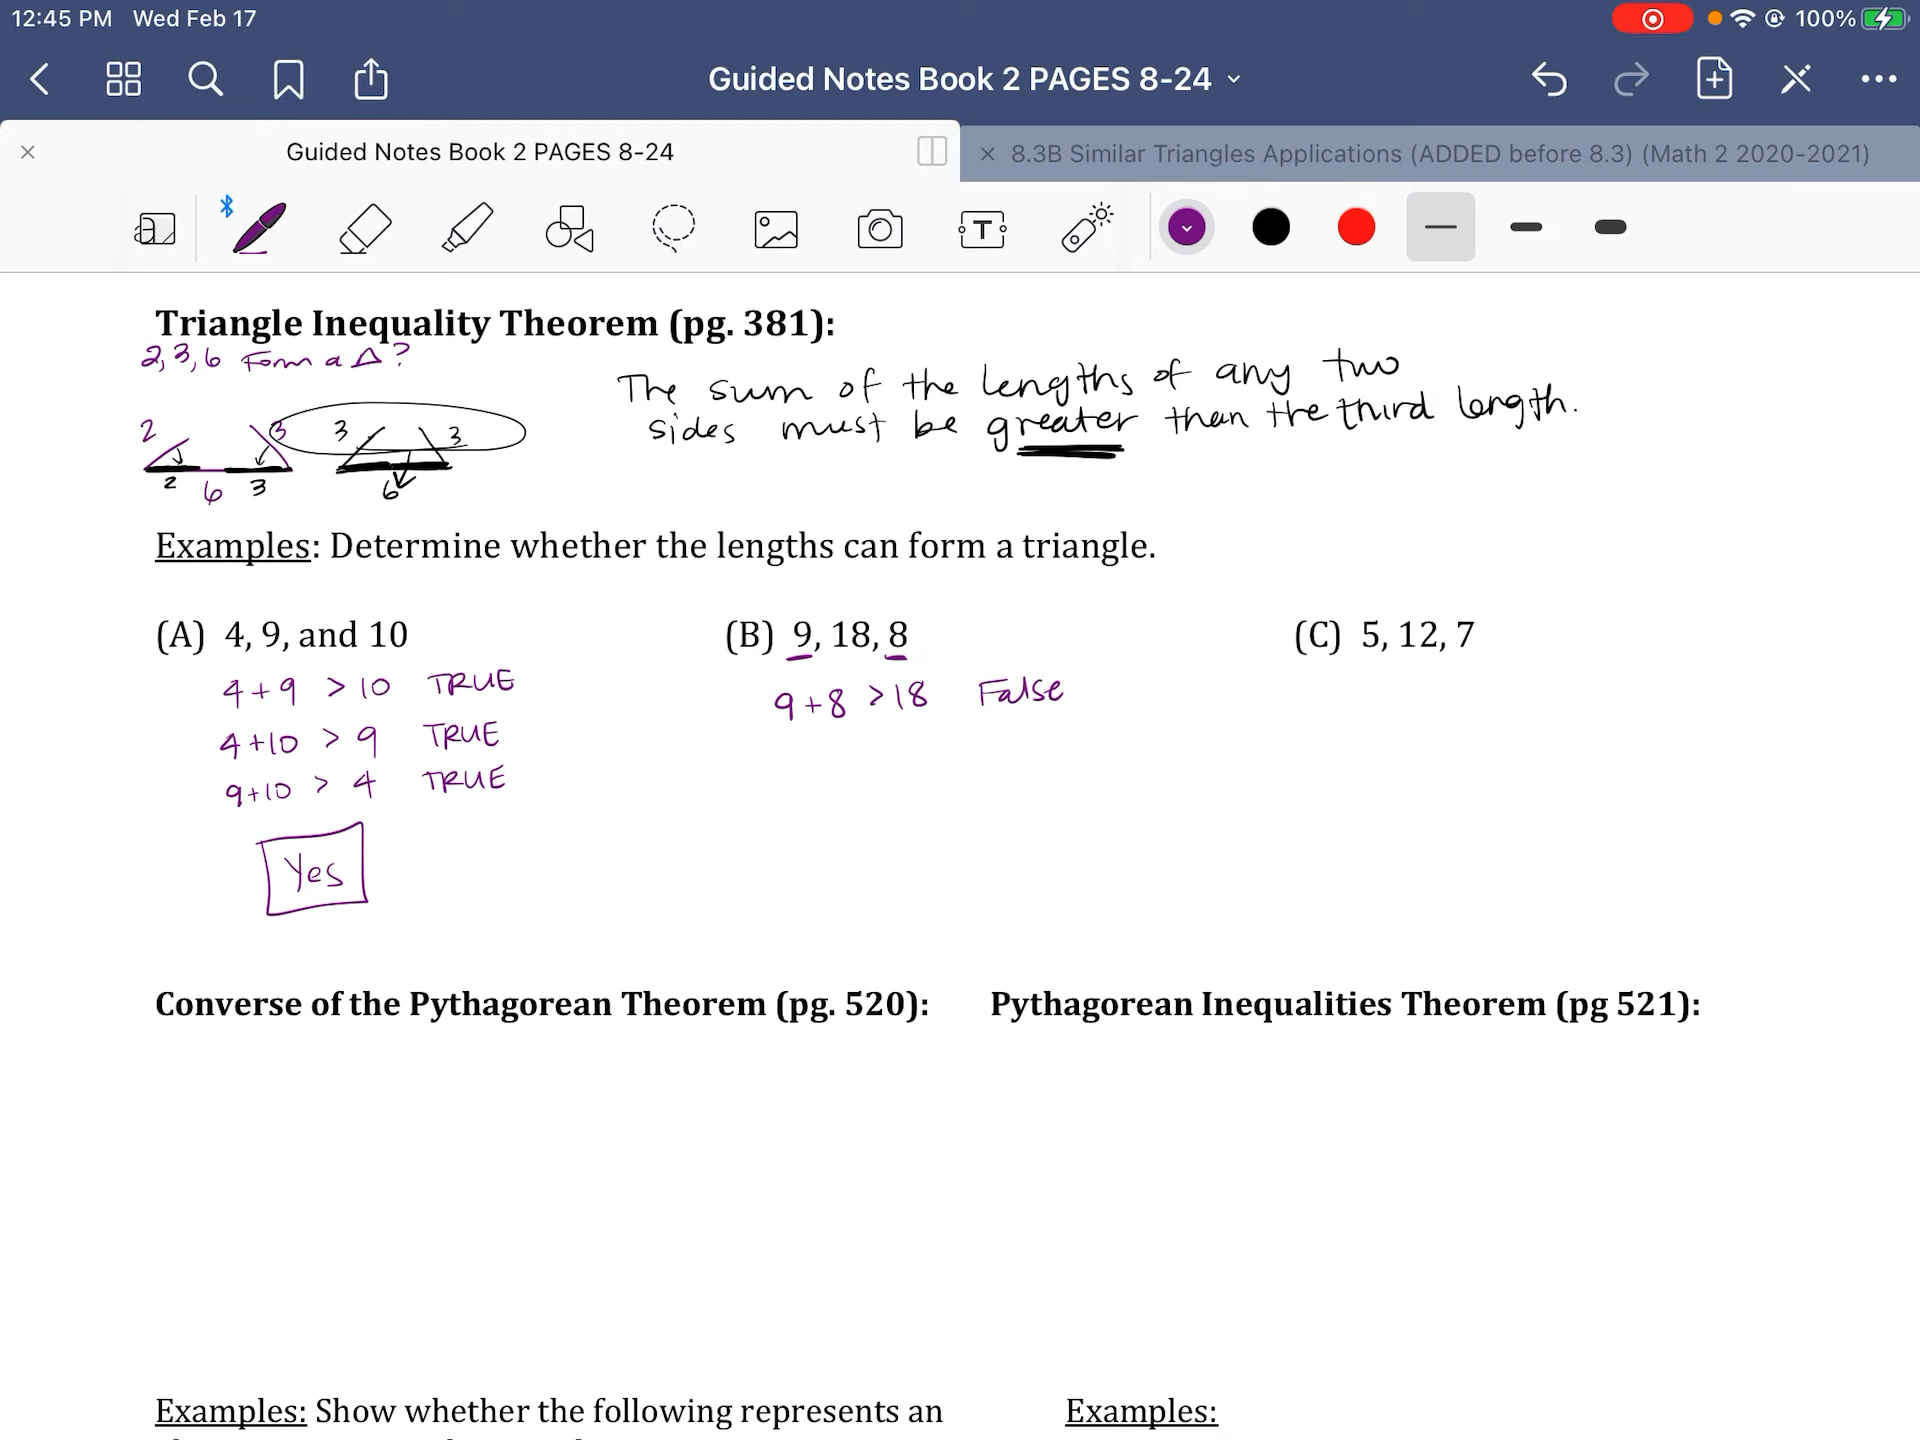 12:45 PM Wed Feb 17
100%
Guided Notes Book 2 PAGES 8-24
Guided Notes Book 2 PAGES 8-24
8.3B Similar Triangles Applications (ADDED before 8.3) (Math 2 2020-2021)
Triangle Inequality Theorem (pg. 381):
2, 3, 6 Form a Δ?
The sum of the lengths of any two
sides must be greater than the third length.
2 3 3 3
2 6 3 6
Examples: Determine whether the lengths can form a triangle.
(A) 4, 9, and 10 (B) 9, 18, 8 (C) 5, 12, 7
4 + 9 > 10 TRUE 9 + 8 > 18 False
4 + 10 > 9 TRUE
9 + 10 > 4 TRUE
Yes
Converse of the Pythagorean Theorem (pg. 520): Pythagorean Inequalities Theorem (pg 521):
Examples: Show whether the following represents an Examples: